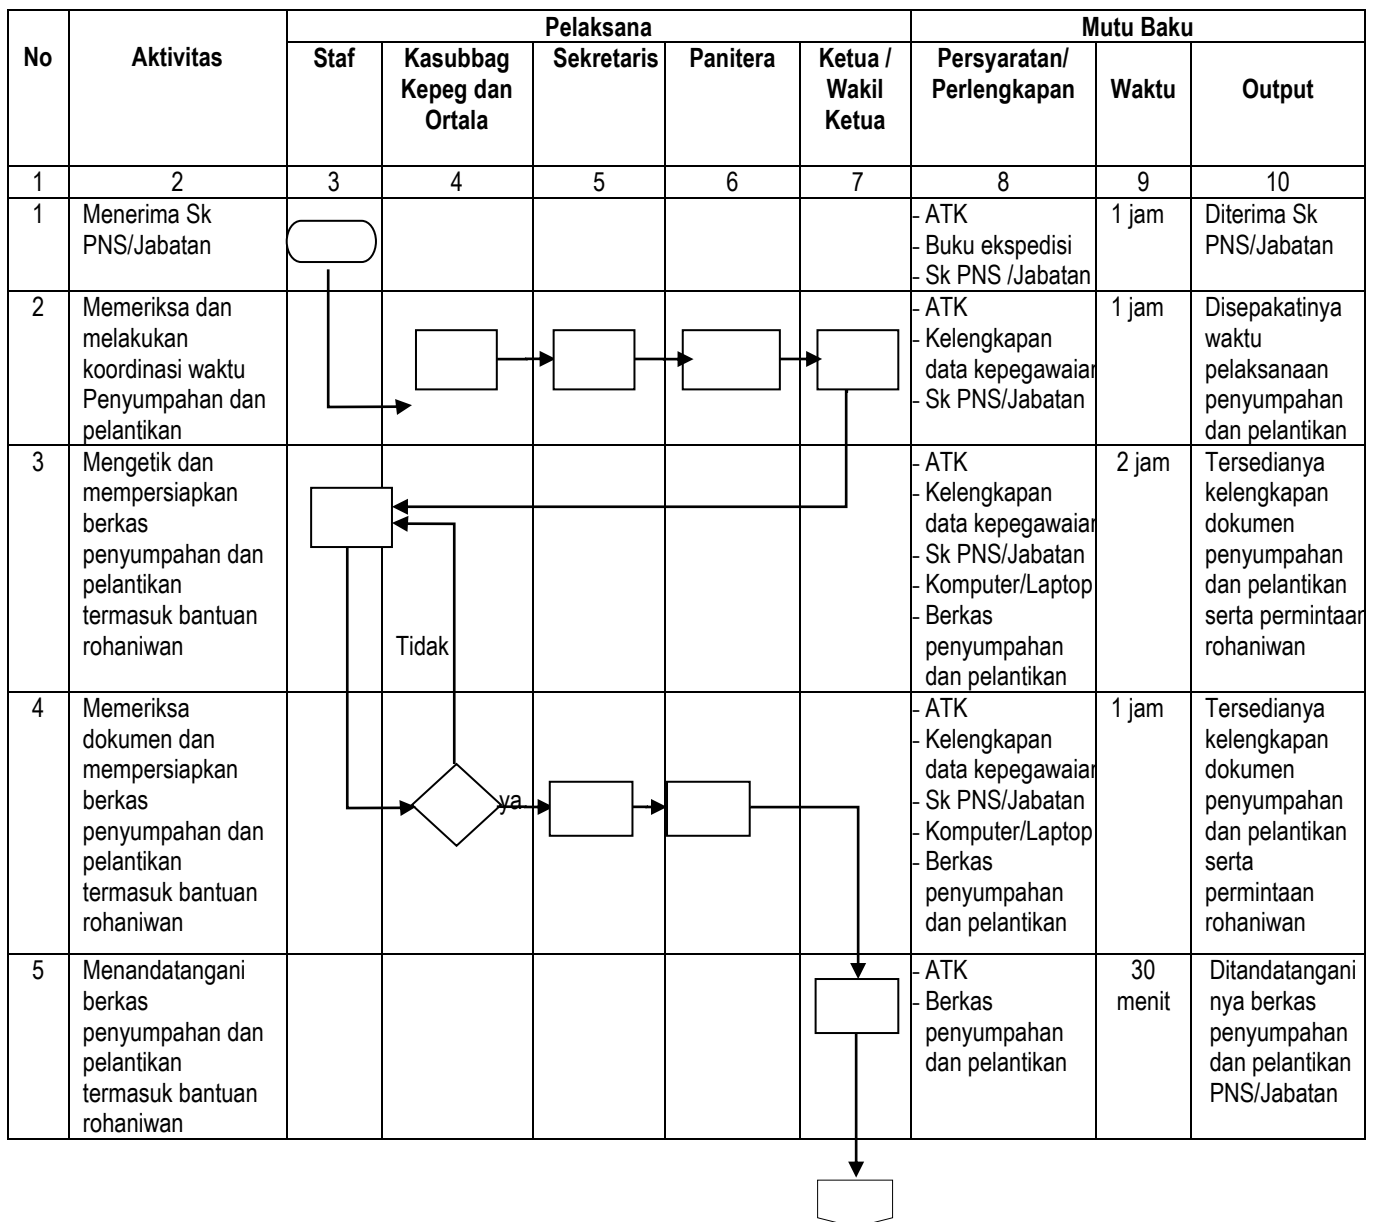 Pelaksana
Mutu Baku
No
Aktivitas
Staf
Kasubbag
Kepeg dan
Ortala
Sekretaris
Panitera
Ketua /
Wakil
Ketua
Persyaratan/
Perlengkapan
Waktu
Output
1
2
3
4
5
6
7
8
9
10
1
Menerima Sk
PNS/Jabatan
- ATK
- Buku ekspedisi
- Sk PNS /Jabatan
1 jam
Diterima Sk
PNS/Jabatan
2
Memeriksa dan
melakukan
koordinasi waktu
Penyumpahan dan
pelantikan
- ATK
- Kelengkapan
data kepegawaian
- Sk PNS/Jabatan
1 jam
Disepakatinya
waktu
pelaksanaan
penyumpahan
dan pelantikan
3
Mengetik dan
mempersiapkan
berkas
penyumpahan dan
pelantikan
termasuk bantuan
rohaniwan
Tidak
- ATK
- Kelengkapan
data kepegawaian
- Sk PNS/Jabatan
- Komputer/Laptop
- Berkas
penyumpahan
dan pelantikan
2 jam
Tersedianya
kelengkapan
dokumen
penyumpahan
dan pelantikan
serta permintaan
rohaniwan
4
Memeriksa
dokumen dan
mempersiapkan
berkas
penyumpahan dan
pelantikan
termasuk bantuan
rohaniwan
ya
- ATK
- Kelengkapan
data kepegawaian
- Sk PNS/Jabatan
- Komputer/Laptop
- Berkas
penyumpahan
dan pelantikan
1 jam
Tersedianya
kelengkapan
dokumen
penyumpahan
dan pelantikan
serta
permintaan
rohaniwan
5
Menandatangani
berkas
penyumpahan dan
pelantikan
termasuk bantuan
rohaniwan
- ATK
- Berkas
penyumpahan
dan pelantikan
30
menit
Ditandatangani
nya berkas
penyumpahan
dan pelantikan
PNS/Jabatan